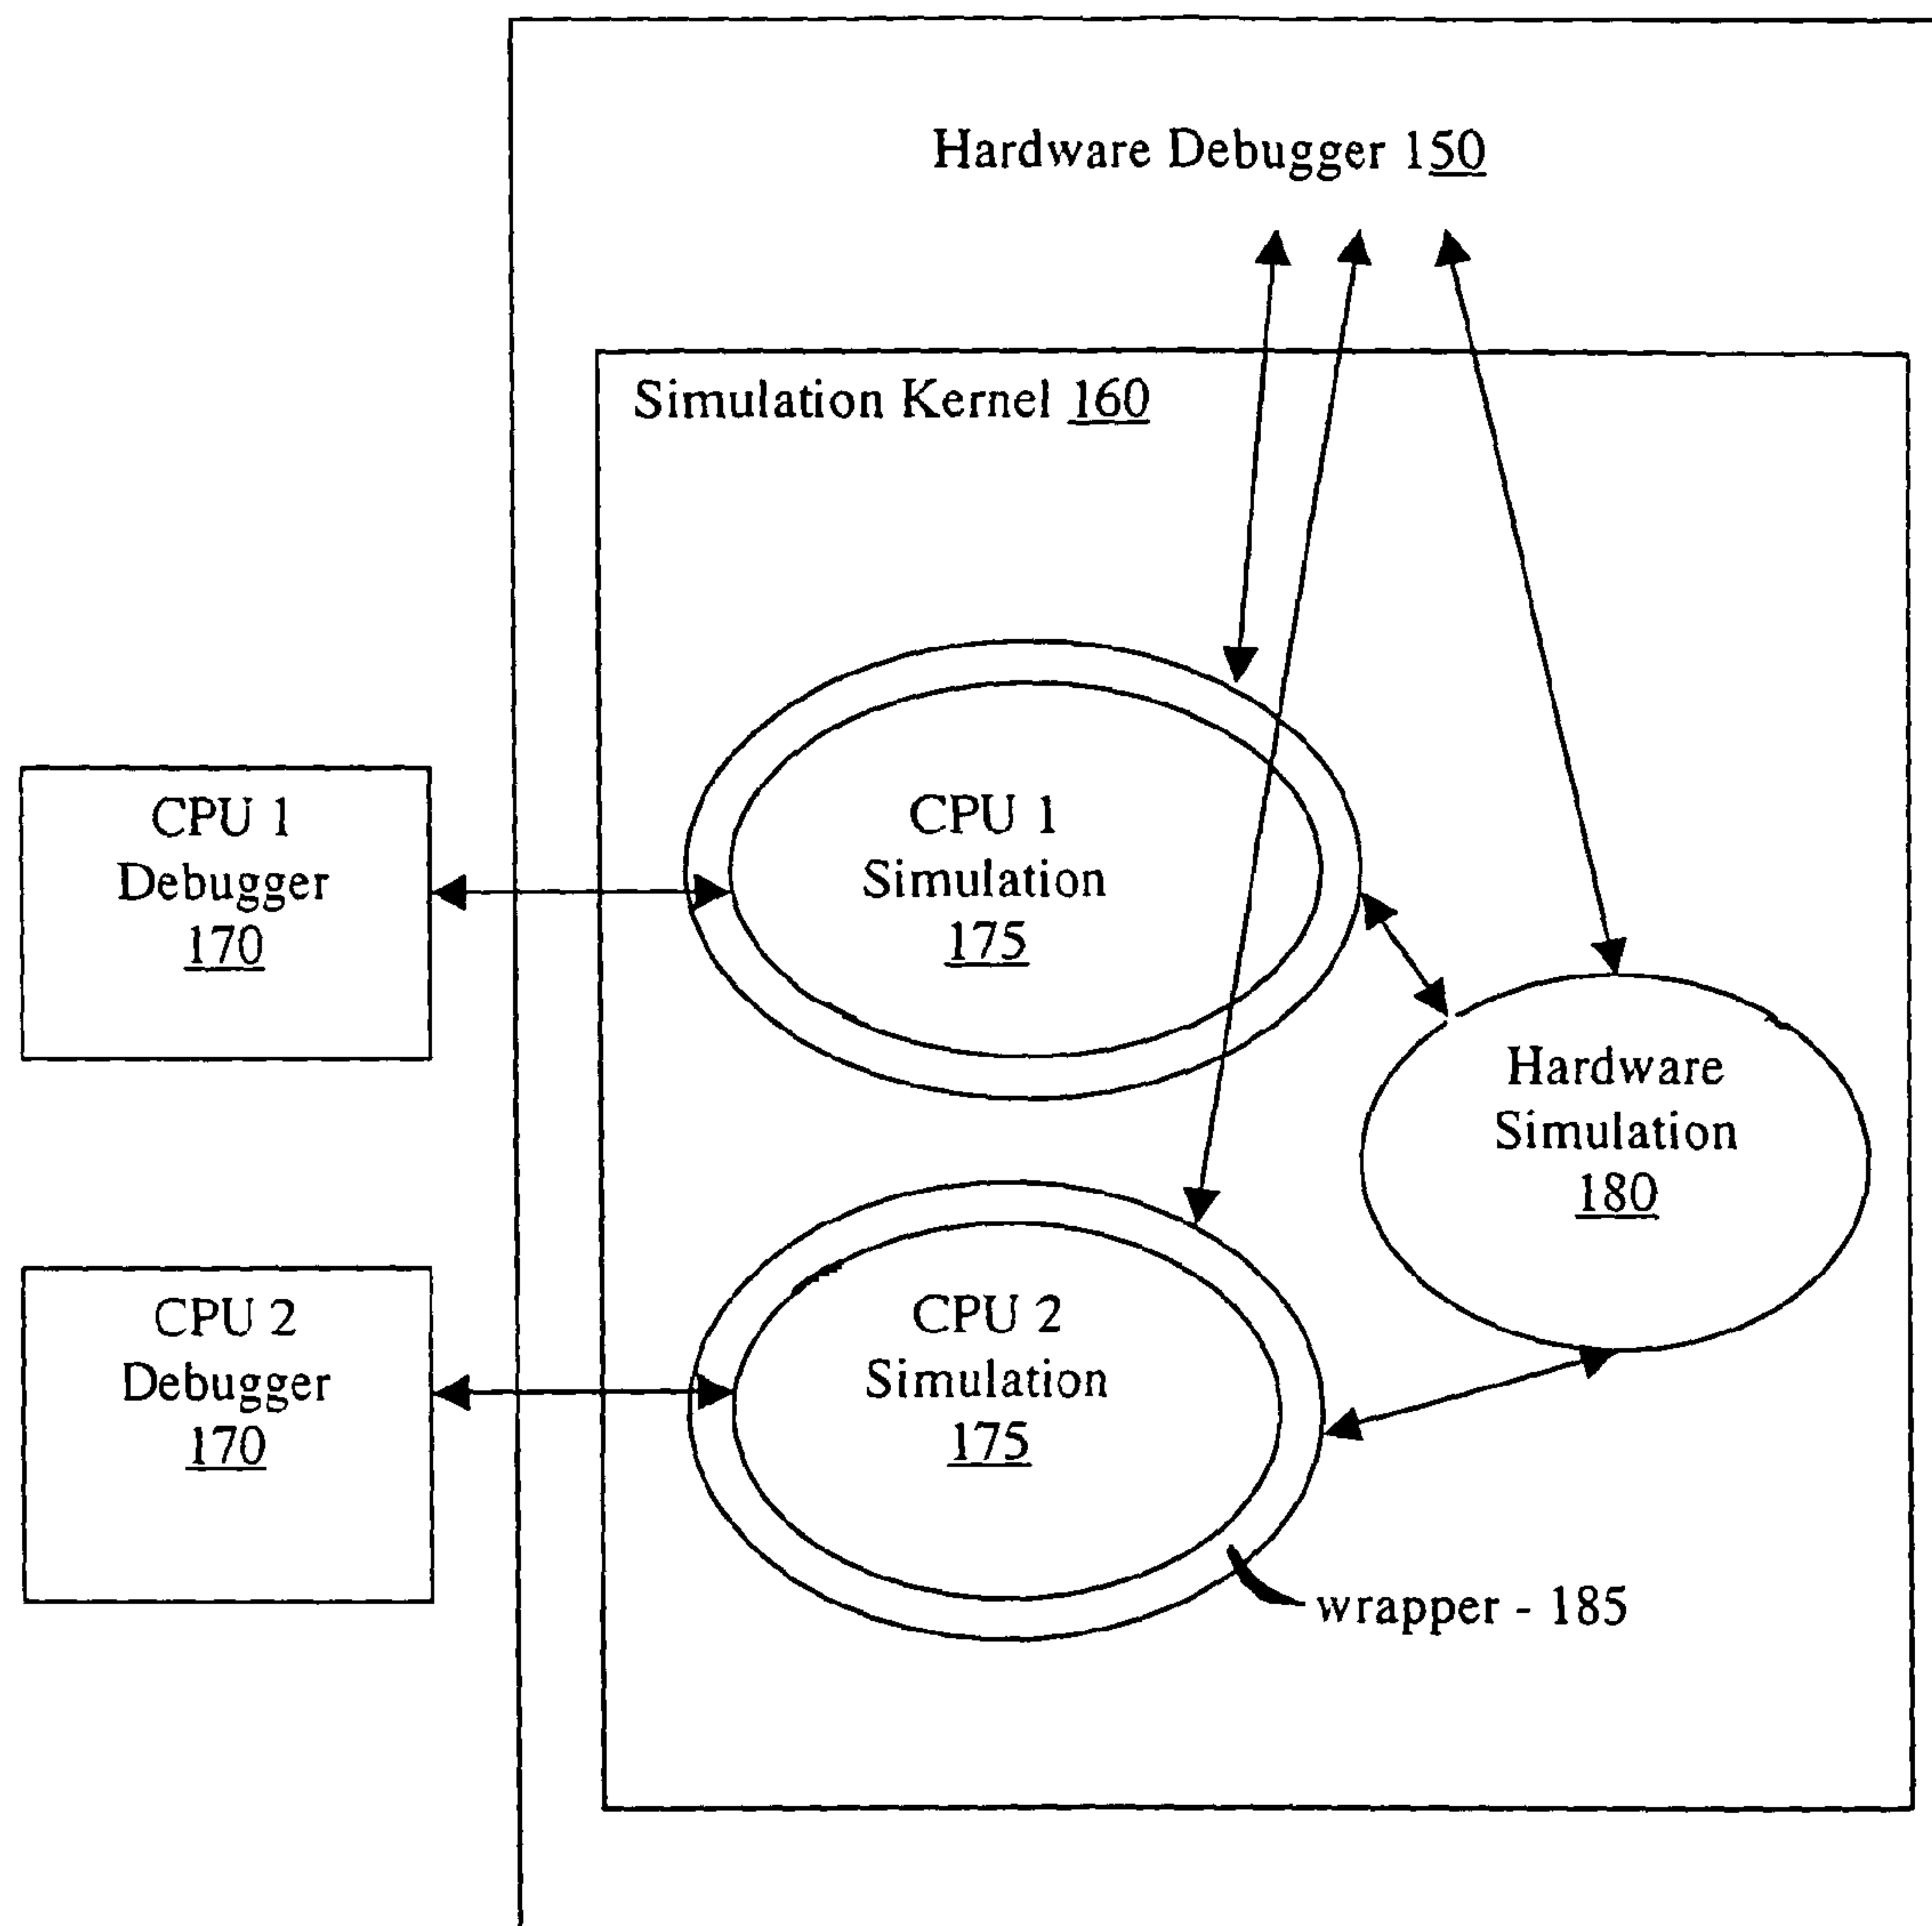 Hardware Debugger 150
Simulation Kernel 160
CPU 1
Debugger
170
CPU 1
Simulation
175
Hardware
Simulation
180
CPU 2
Debugger
170
CPU 2
Simulation
175
wrapper - 185